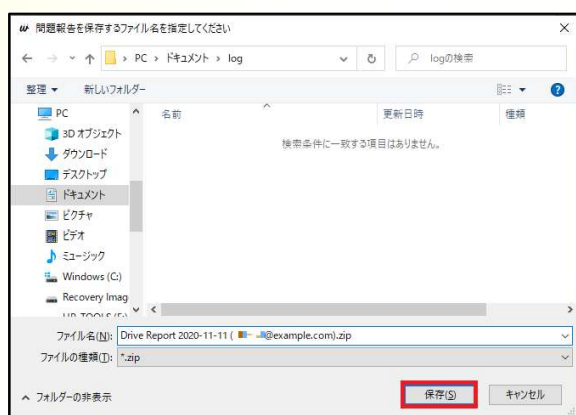 問題報告を保存するファイル名を指定してください
PC › ドキュメント › log
logの検索
整理 新しいフォルダー
PC
3D オブジェクト
ダウンロード
デスクトップ
ドキュメント
ピクチャ
ビデオ
ミュージック
Windows (C:)
Recovery Imag
名前 更新日時 種類
検索条件に一致する項目はありません。
ファイル名(N): Drive Report 2020-11-11 ( @example.com).zip
ファイルの種類(T): *.zip
フォルダーの非表示 保存(S) キャンセル